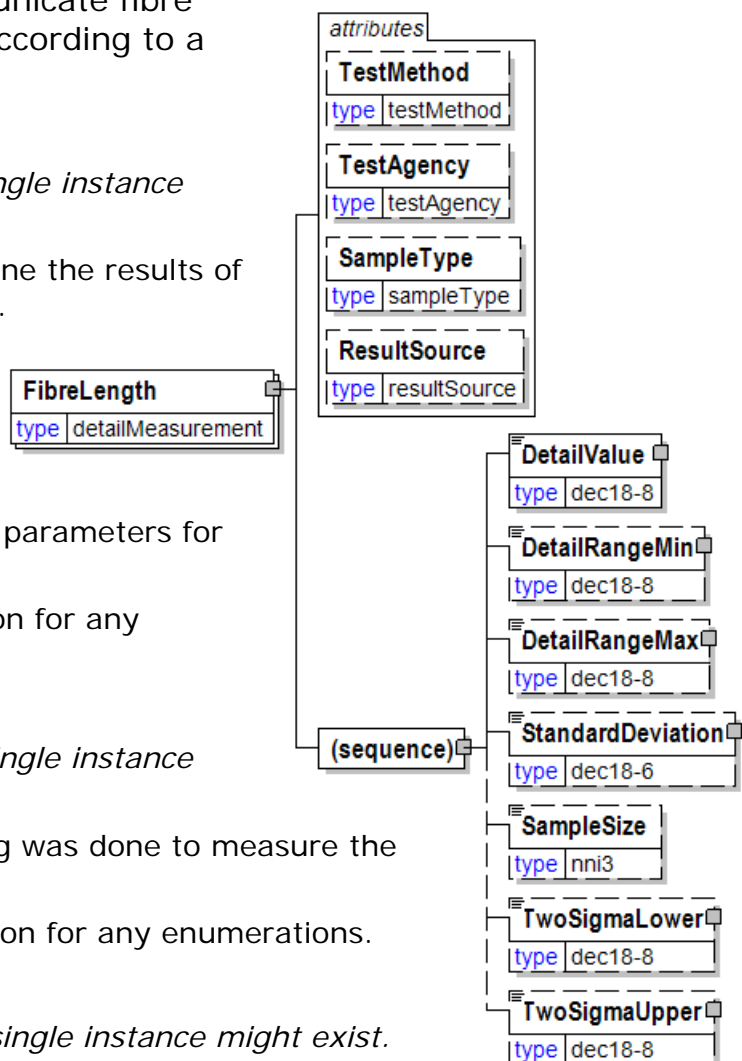 unicate fibre
ccording to a
ngle instance
ne the results of
.
parameters for
on for any
ngle instance
g was done to measure the
on for any enumerations.
single instance might exist.
attributes
TestMethod
type testMethod
TestAgency
type testAgency
SampleType
type sampleType
ResultSource
type resultSource
FibreLength
type detailMeasurement
(sequence)
DetailValue
type dec18-8
DetailRangeMin
type dec18-8
DetailRangeMax
type dec18-8
StandardDeviation
type dec18-6
SampleSize
type nni3
TwoSigmaLower
type dec18-8
TwoSigmaUpper
type dec18-8